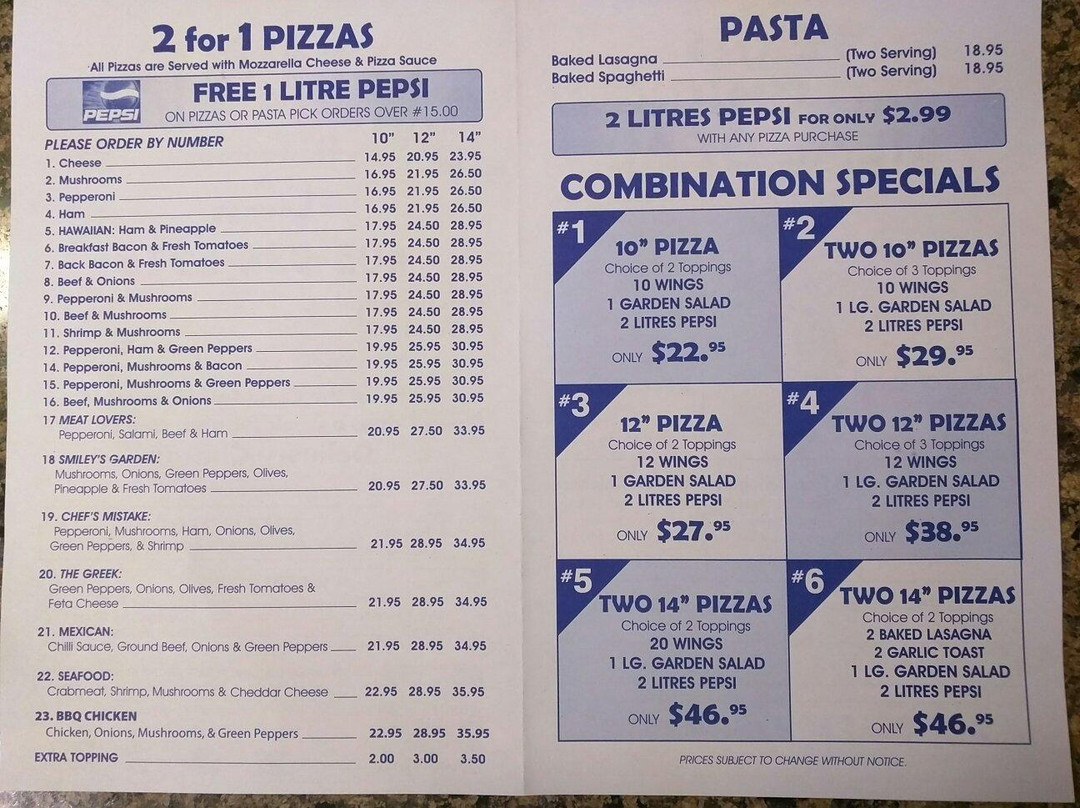 2 for 1 PIZZAS
All Pizzas are Served with Mozzarella Cheese & Pizza Sauce
PEPSI
FREE 1 LITRE PEPSI
ON PIZZAS OR PASTA PICK ORDERS OVER #15.00
PLEASE ORDER BY NUMBER 10" 12" 14"
1. Cheese 14.95 20.95 23.95
2. Mushrooms 16.95 21.95 26.50
3. Pepperoni 16.95 21.95 26.50
4. Ham 16.95 21.95 26.50
5. HAWAIIAN: Ham & Pineapple 17.95 24.50 28.95
6. Breakfast Bacon & Fresh Tomatoes 17.95 24.50 28.95
7. Back Bacon & Fresh Tomatoes 17.95 24.50 28.95
8. Beef & Onions 17.95 24.50 28.95
9. Pepperoni & Mushrooms 17.95 24.50 28.95
10. Beef & Mushrooms 17.95 24.50 28.95
11. Shrimp & Mushrooms 17.95 24.50 28.95
12. Pepperoni, Ham & Green Peppers 19.95 25.95 30.95
14. Pepperoni, Mushrooms & Bacon 19.95 25.95 30.95
15. Pepperoni, Mushrooms & Green Peppers 19.95 25.95 30.95
16. Beef, Mushrooms & Onions 19.95 25.95 30.95
17 MEAT LOVERS:
Pepperoni, Salami, Beef & Ham 20.95 27.50 33.95
18 SMILEY'S GARDEN:
Mushrooms, Onions, Green Peppers, Olives,
Pineapple & Fresh Tomatoes 20.95 27.50 33.95
19. CHEF'S MISTAKE:
Pepperoni, Mushrooms, Ham, Onions, Olives,
Green Peppers, & Shrimp 21.95 28.95 34.95
20. THE GREEK:
Green Peppers, Onions, Olives, Fresh Tomatoes &
Feta Cheese 21.95 28.95 34.95
21. MEXICAN:
Chilli Sauce, Ground Beef, Onions & Green Peppers 21.95 28.95 34.95
22. SEAFOOD:
Crabmeat, Shrimp, Mushrooms & Cheddar Cheese 22.95 28.95 35.95
23. BBQ CHICKEN
Chicken, Onions, Mushrooms, & Green Peppers 22.95 28.95 35.95
EXTRA TOPPING 2.00 3.00 3.50
PASTA
Baked Lasagna (Two Serving) 18.95
Baked Spaghetti (Two Serving) 18.95
2 LITRES PEPSI FOR ONLY $2.99
WITH ANY PIZZA PURCHASE
COMBINATION SPECIALS
#1
10" PIZZA
Choice of 2 Toppings
10 WINGS
1 GARDEN SALAD
2 LITRES PEPSI
ONLY $22.95
#2
TWO 10" PIZZAS
Choice of 3 Toppings
10 WINGS
1 LG. GARDEN SALAD
2 LITRES PEPSI
ONLY $29.95
#3
12" PIZZA
Choice of 2 Toppings
12 WINGS
1 GARDEN SALAD
2 LITRES PEPSI
ONLY $27.95
#4
TWO 12" PIZZAS
Choice of 3 Toppings
12 WINGS
1 LG. GARDEN SALAD
2 LITRES PEPSI
ONLY $38.95
#5
TWO 14" PIZZAS
Choice of 2 Toppings
20 WINGS
1 LG. GARDEN SALAD
2 LITRES PEPSI
ONLY $46.95
#6
TWO 14" PIZZAS
Choice of 2 Toppings
2 BAKED LASAGNA
2 GARLIC TOAST
1 LG. GARDEN SALAD
2 LITRES PEPSI
ONLY $46.95
PRICES SUBJECT TO CHANGE WITHOUT NOTICE.